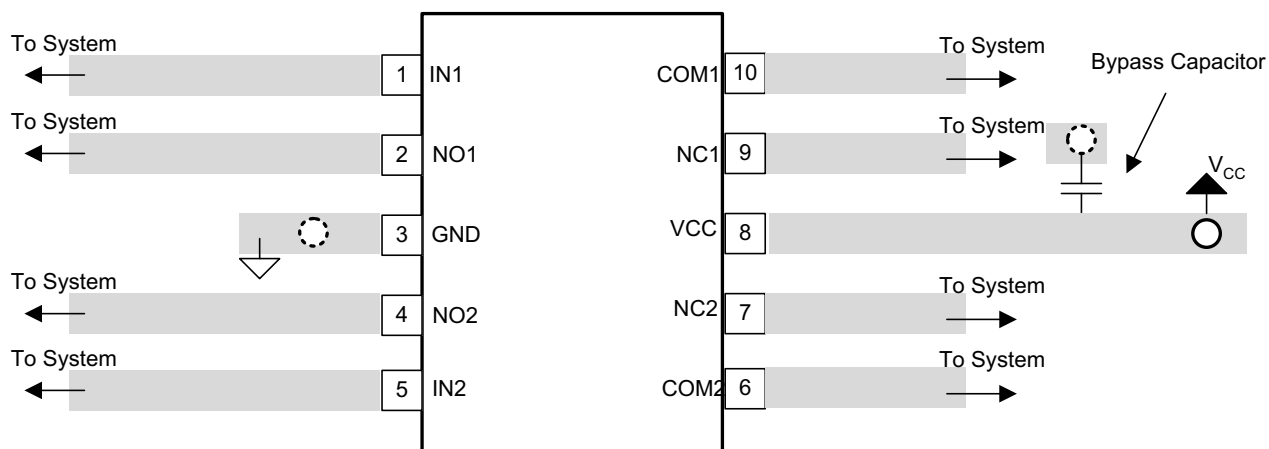 To System
1 IN1
COM1 10
To System
Bypass Capacitor
To System
2 NO1
NC1 9
To System
VCC
3 GND
VCC 8
4 NO2
To System
NC2 7
To System
To System
5 IN2
COM2 6
To System